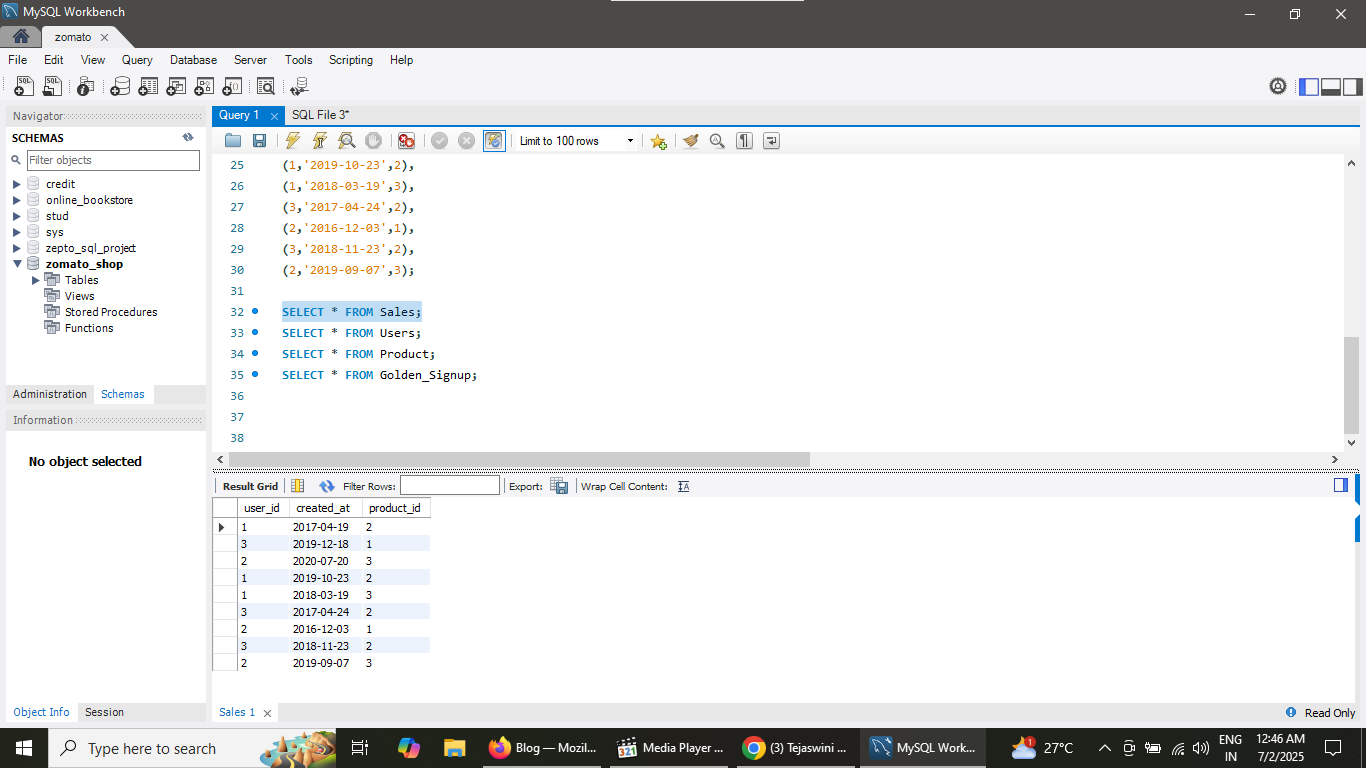 MySQL Workbench
zomato
File Edit View Query Database Server Tools Scripting Help
Navigator
SCHEMAS
Filter objects
credit
online_bookstore
stud
sys
zepto_sql_project
zomato_shop
Tables
Views
Stored Procedures
Functions
Administration Schemas
Information
No object selected
Object Info Session
Query 1 SQL File 3*
Limit to 100 rows
25 (1,'2019-10-23',2),
26 (1,'2018-03-19',3),
27 (3,'2017-04-24',2),
28 (2,'2016-12-03',1),
29 (3,'2018-11-23',2),
30 (2,'2019-09-07',3);
31
32 SELECT * FROM Sales;
33 SELECT * FROM Users;
34 SELECT * FROM Product;
35 SELECT * FROM Golden_Signup;
36
37
38
Result Grid Filter Rows: Export: Wrap Cell Content:
user_id created_at product_id
1 2017-04-19 2
3 2019-12-18 1
2 2020-07-20 3
1 2019-10-23 2
1 2018-03-19 3
3 2017-04-24 2
2 2016-12-03 1
3 2018-11-23 2
2 2019-09-07 3
Sales 1
Read Only
Type here to search
Blog — Mozil...
Media Player ...
(3) Tejaswini ...
MySQL Work...
1
27°C
ENG
IN
12:46 AM
7/2/2025